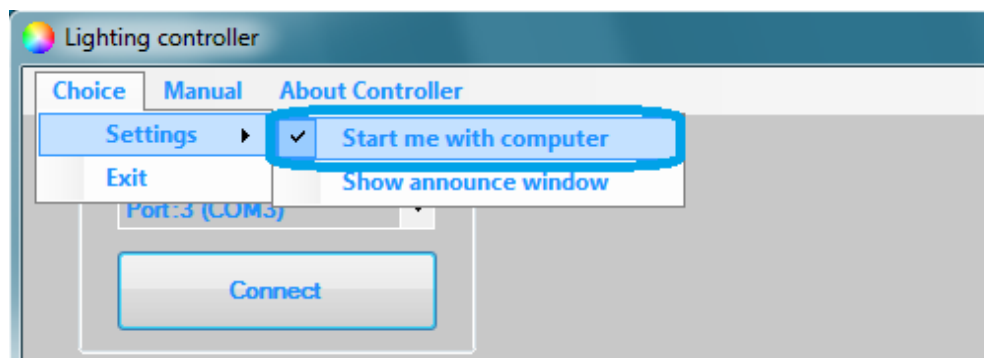 Lighting controller
Choice Manual About Controller
Settings Start me with computer
Exit Show announce window
Port:3 (COM3)
Connect